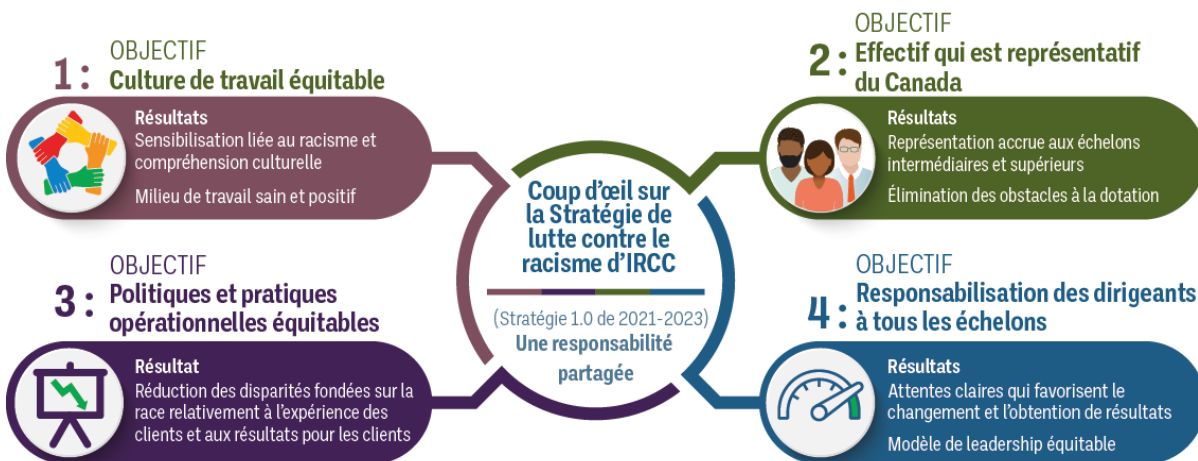 OBJECTIF
1 : Culture de travail équitable
Résultats
Sensibilisation liée au racisme et
compréhension culturelle
Milieu de travail sain et positif
OBJECTIF
2 : Effectif qui est représentatif
du Canada
Résultats
Représentation accrue aux échelons
intermédiaires et supérieurs
Élimination des obstacles à la dotation
Coup d’œil sur
la Stratégie de
lutte contre le
racisme d’IRCC
(Stratégie 1.0 de 2021-2023)
Une responsabilité
partagée
OBJECTIF
3 : Politiques et pratiques
opérationnelles équitables
Résultat
Réduction des disparités fondées sur la
race relativement à l’expérience des
clients et aux résultats pour les clients
OBJECTIF
4 : Responsabilisation des dirigeants
à tous les échelons
Résultats
Attentes claires qui favorisent le
changement et l’obtention de résultats
Modèle de leadership équitable